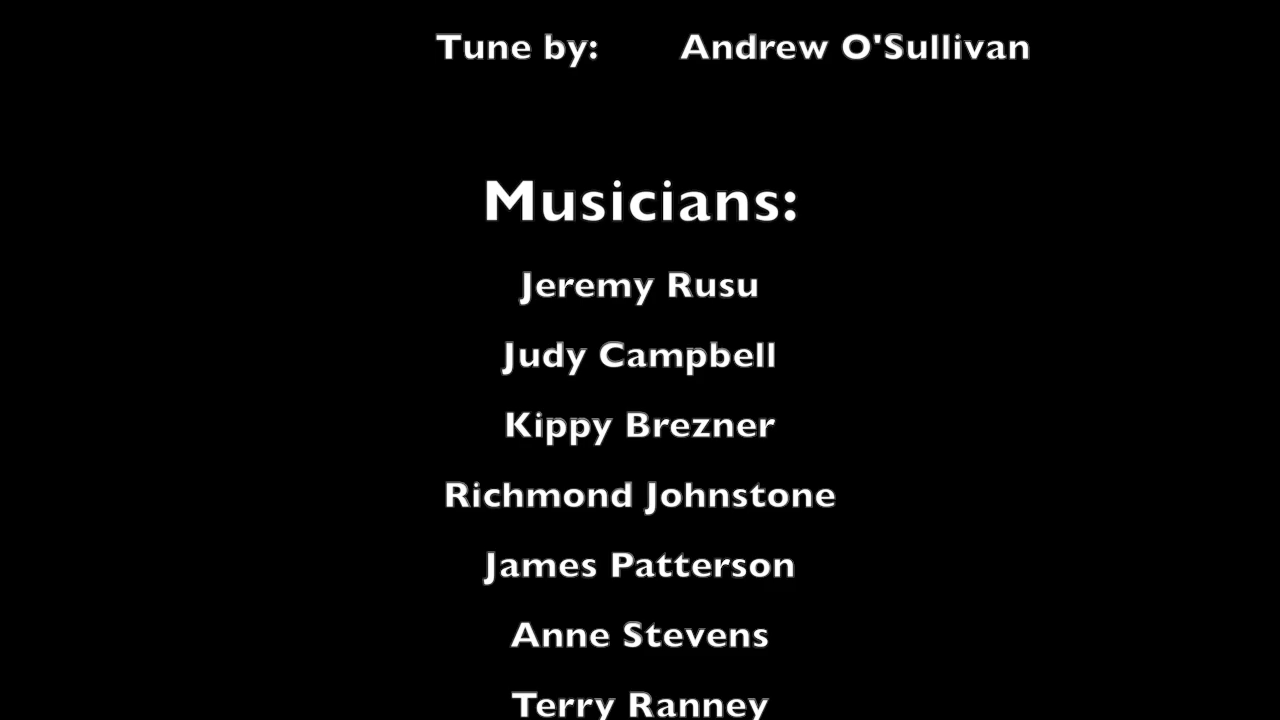 Tune by: Andrew O'Sullivan
Musicians:
Jeremy Rusu
Judy Campbell
Kippy Brezner
Richmond Johnstone
James Patterson
Anne Stevens
Terry Ranney